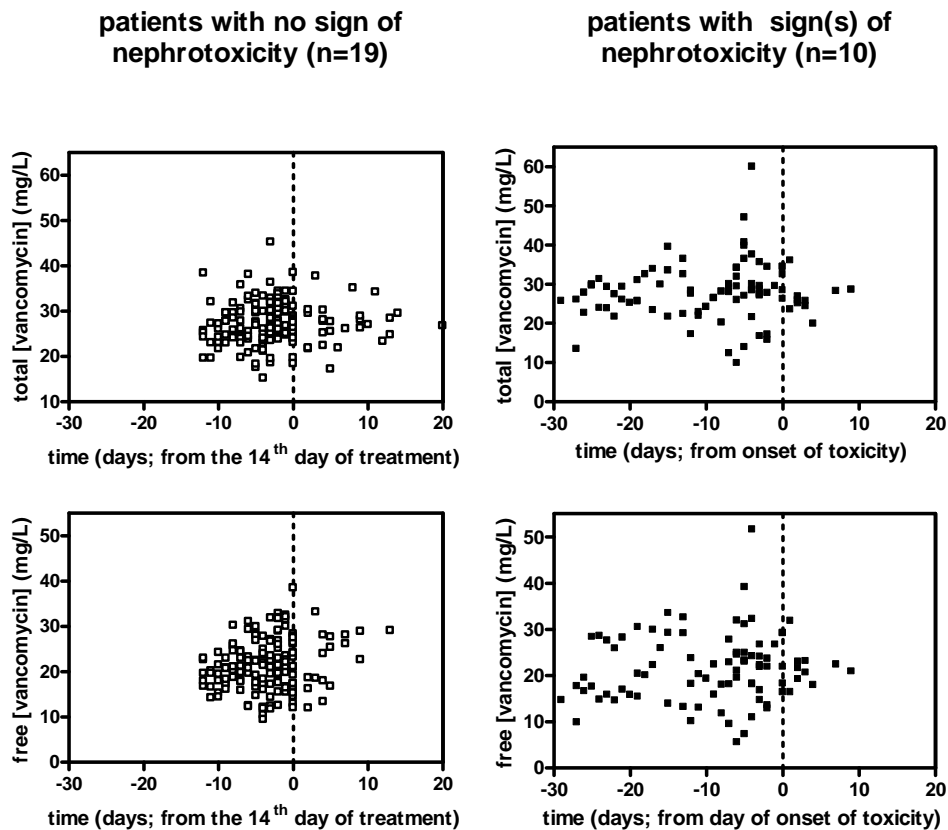 patients with no sign of
nephrotoxicity (n=19)
patients with sign(s) of
nephrotoxicity (n=10)
total [vancomycin] (mg/L)
60
50
40
30
20
10
-30 -20 -10 0 10 20
time (days; from the 14th day of treatment)
total [vancomycin] (mg/L)
60
50
40
30
20
10
0
-30 -20 -10 0 10 20
time (days; from onset of toxicity)
free [vancomycin] (mg/L)
50
40
30
20
10
0
-30 -20 -10 0 10 20
time (days; from the 14th day of treatment)
free [vancomycin] (mg/L)
50
40
30
20
10
0
-30 -20 -10 0 10 20
time (days; from day of onset of toxicity)